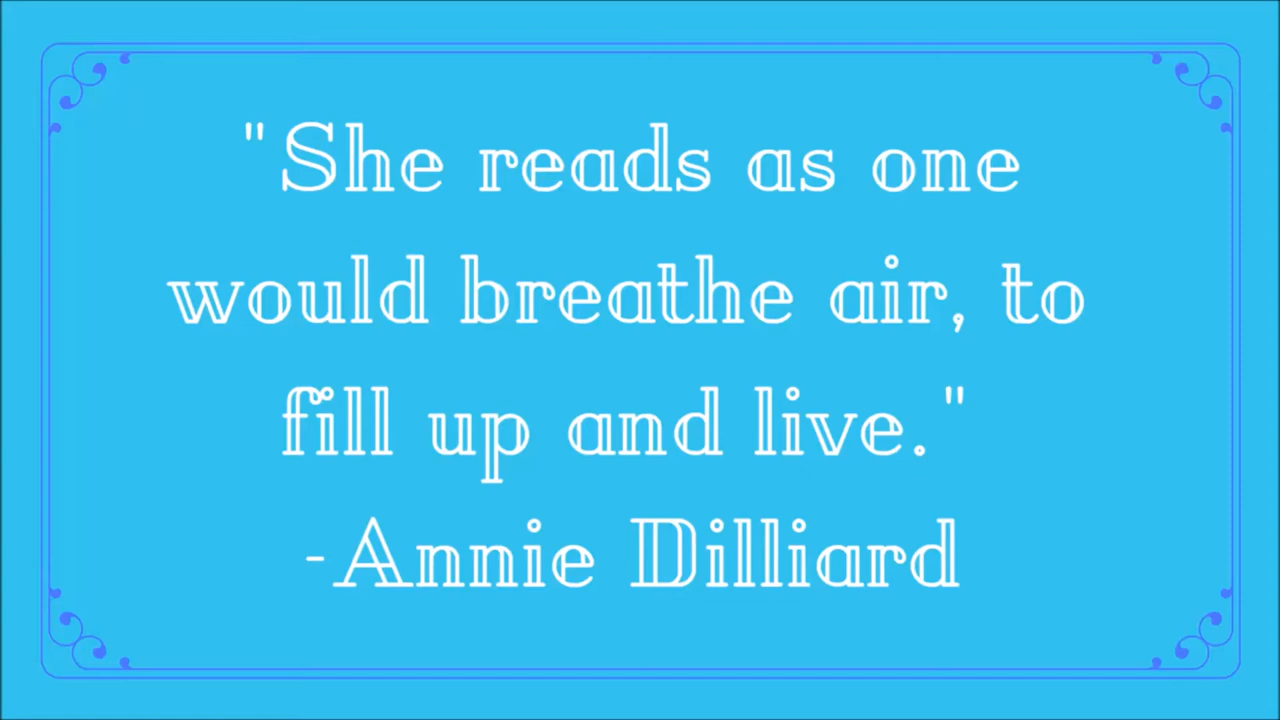 "She reads as one
would breathe air, to
fill up and live."
-Annie Dilliard